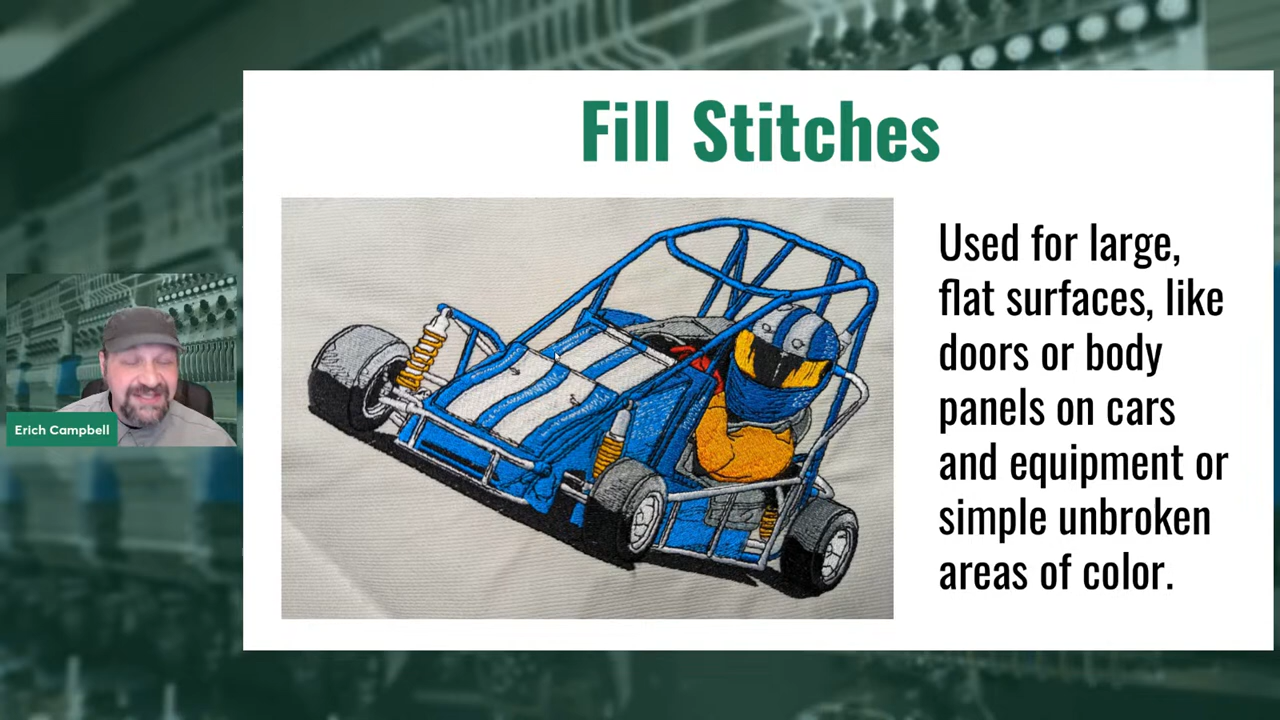 Fill Stitches
Used for large,
flat surfaces, like
doors or body
panels on cars
and equipment or
simple unbroken
areas of color.
Erich Campbell